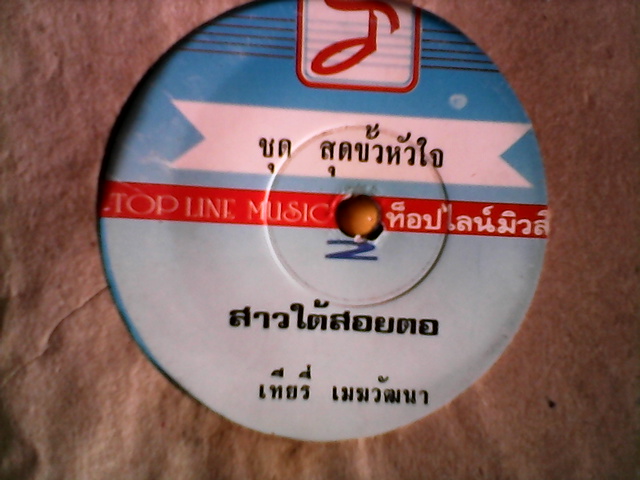 ชุด สุดขั้วหัวใจ
TOP LINE MUSIC ท็อปไลน์มิวสิ
N
สาวใต้สอยตอ
เทียรี่ เมฆวัฒนา